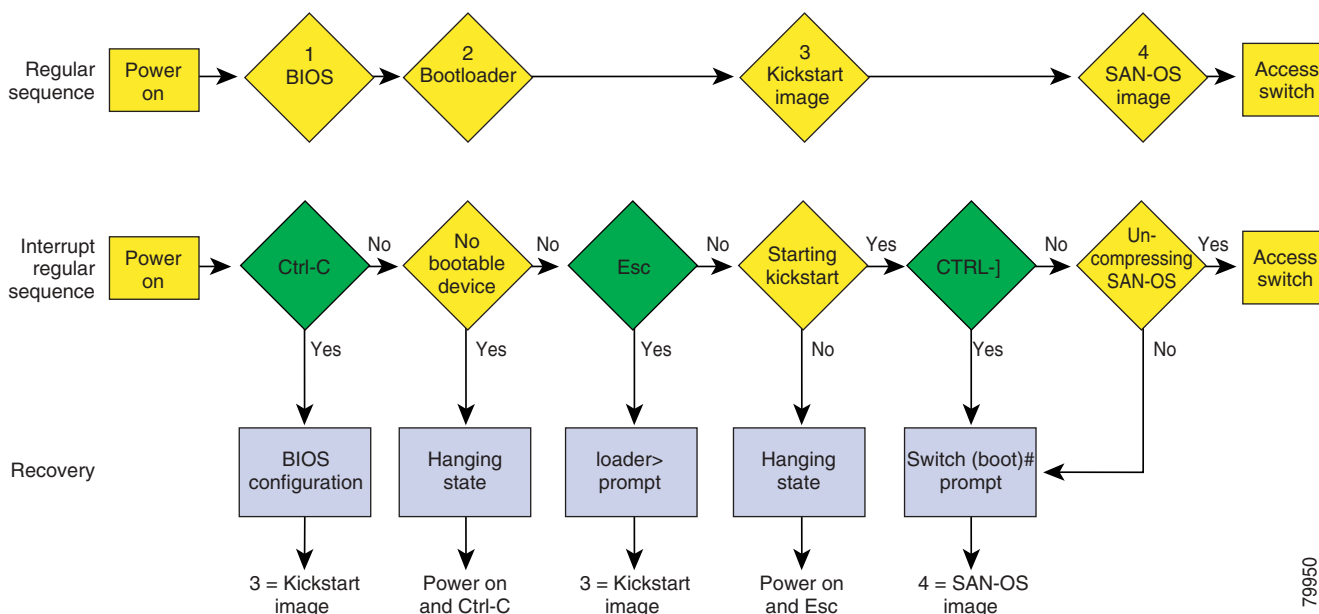 Regular
sequence
Power
on
1
BIOS
2
Bootloader
3
Kickstart
image
4
SAN-OS
image
Access
switch
Interrupt
regular
sequence
Power
on
Ctrl-C
No
No
bootable
device
No
Esc
No
Starting
kickstart
Yes
CTRL-]
No
Un-
compressing
SAN-OS
Yes
Access
switch
Yes
Yes
Yes
No
Yes
No
Recovery
BIOS
configuration
Hanging
state
loader>
prompt
Hanging
state
Switch (boot)#
prompt
3 = Kickstart
image
Power on
and Ctrl-C
3 = Kickstart
image
Power on
and Esc
4 = SAN-OS
image
79950